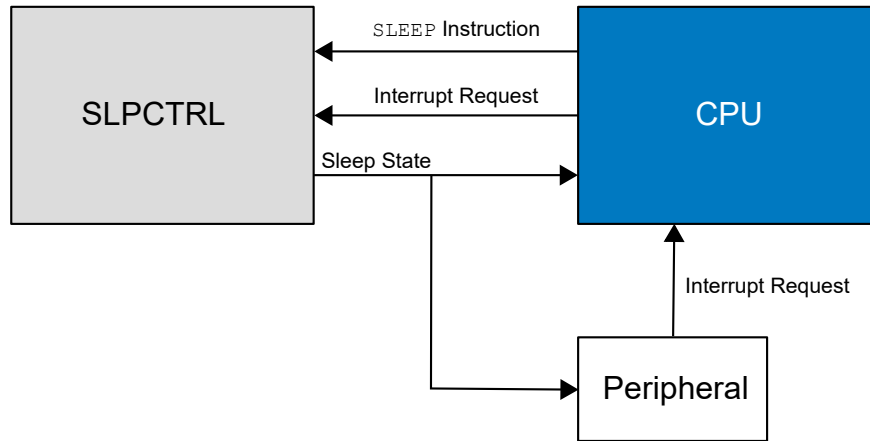 SLEEP Instruction
SLPCTRL
Interrupt Request
CPU
Sleep State
Interrupt Request
Peripheral